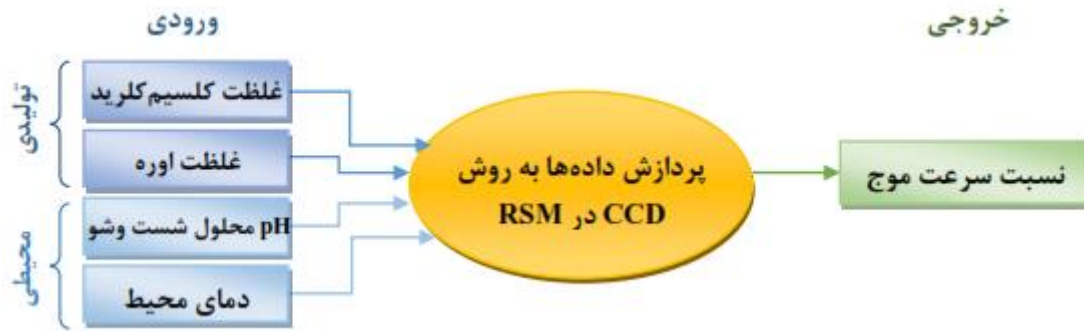 ورودی
خروجی
تولیدی
غلظت کلسیم‌کلرید
غلظت اوره
محیطی
pH محلول شست وشو
دمای محیط
پردازش داده‌ها به روش
CCD در RSM
نسبت سرعت موج